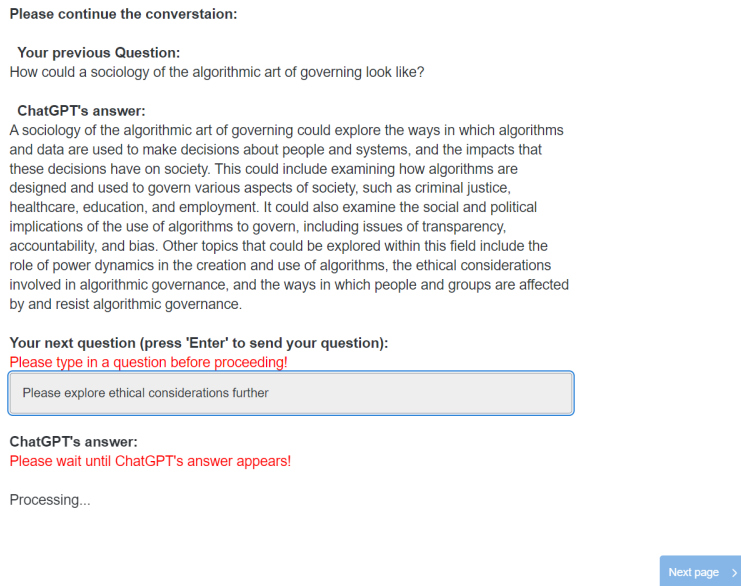 Please continue the converstaion:
Your previous Question:
How could a sociology of the algorithmic art of governing look like?
ChatGPT's answer:
A sociology of the algorithmic art of governing could explore the ways in which algorithms
and data are used to make decisions about people and systems, and the impacts that
these decisions have on society. This could include examining how algorithms are
designed and used to govern various aspects of society, such as criminal justice,
healthcare, education, and employment. It could also examine the social and political
implications of the use of algorithms to govern, including issues of transparency,
accountability, and bias. Other topics that could be explored within this field include the
role of power dynamics in the creation and use of algorithms, the ethical considerations
involved in algorithmic governance, and the ways in which people and groups are affected
by and resist algorithmic governance.
Your next question (press 'Enter' to send your question):
Please type in a question before proceeding!
Please explore ethical considerations further
ChatGPT's answer:
Please wait until ChatGPT's answer appears!
Processing...
Next page